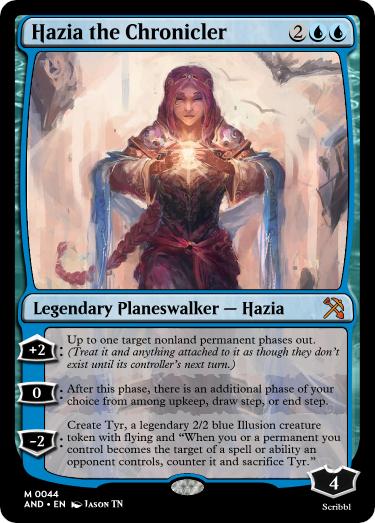 Hazia the Chronicler 2
Legendary Planeswalker — Hazia
+2: Up to one target nonland permanent phases out.
(Treat it and anything attached to it as though they don't
exist until its controller's next turn.)
0: After this phase, there is an additional phase of your
choice from among upkeep, draw step, or end step.
-2: Create Tyr, a legendary 2/2 blue Illusion creature
token with flying and “When you or a permanent you
control becomes the target of a spell or ability an
opponent controls, counter it and sacrifice Tyr.”
4
M 0044
AND • EN Jason TN
Scribbl